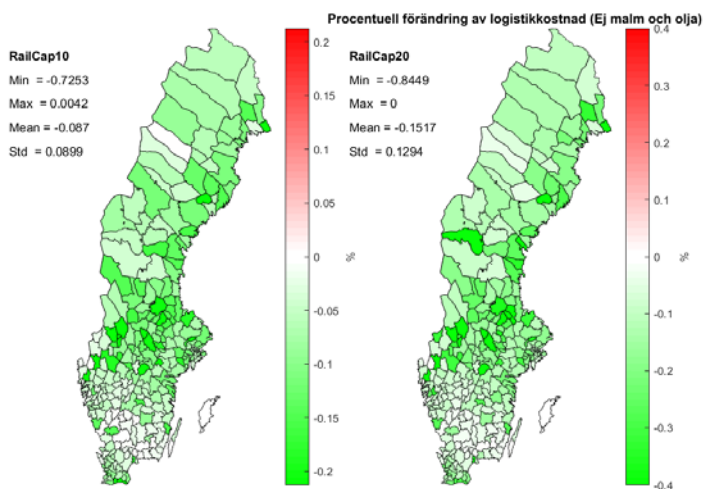 Procentuell förändring av logistikkostnad (Ej malm och olja)
RailCap10
Min = -0.7253
Max = 0.0042
Mean = -0.087
Std = 0.0899
0.2
0.15
0.1
0.05
0
-0.05
-0.1
-0.15
-0.2
%
RailCap20
Min = -0.8449
Max = 0
Mean = -0.1517
Std = 0.1294
0.4
0.3
0.2
0.1
0
-0.1
-0.2
-0.3
-0.4
%